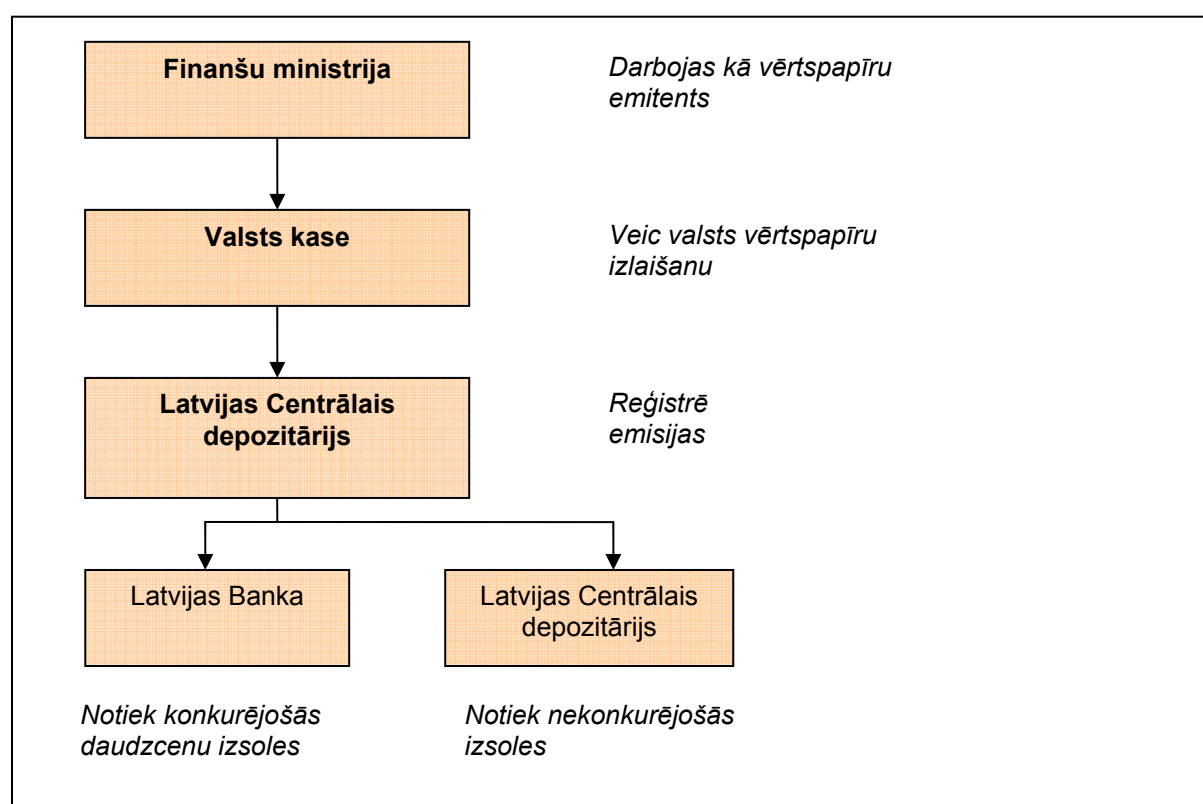 Finanšu ministrija
Darbojas kā vērtspapīru
emitents
Valsts kase
Veic valsts vērtspapīru
izlaišanu
Latvijas Centrālais
depozitārijs
Reģistrē
emisijas
Latvijas Banka
Latvijas Centrālais
depozitārijs
Notiek konkurējošās
daudzcenu izsoles
Notiek nekonkurējošās
izsoles